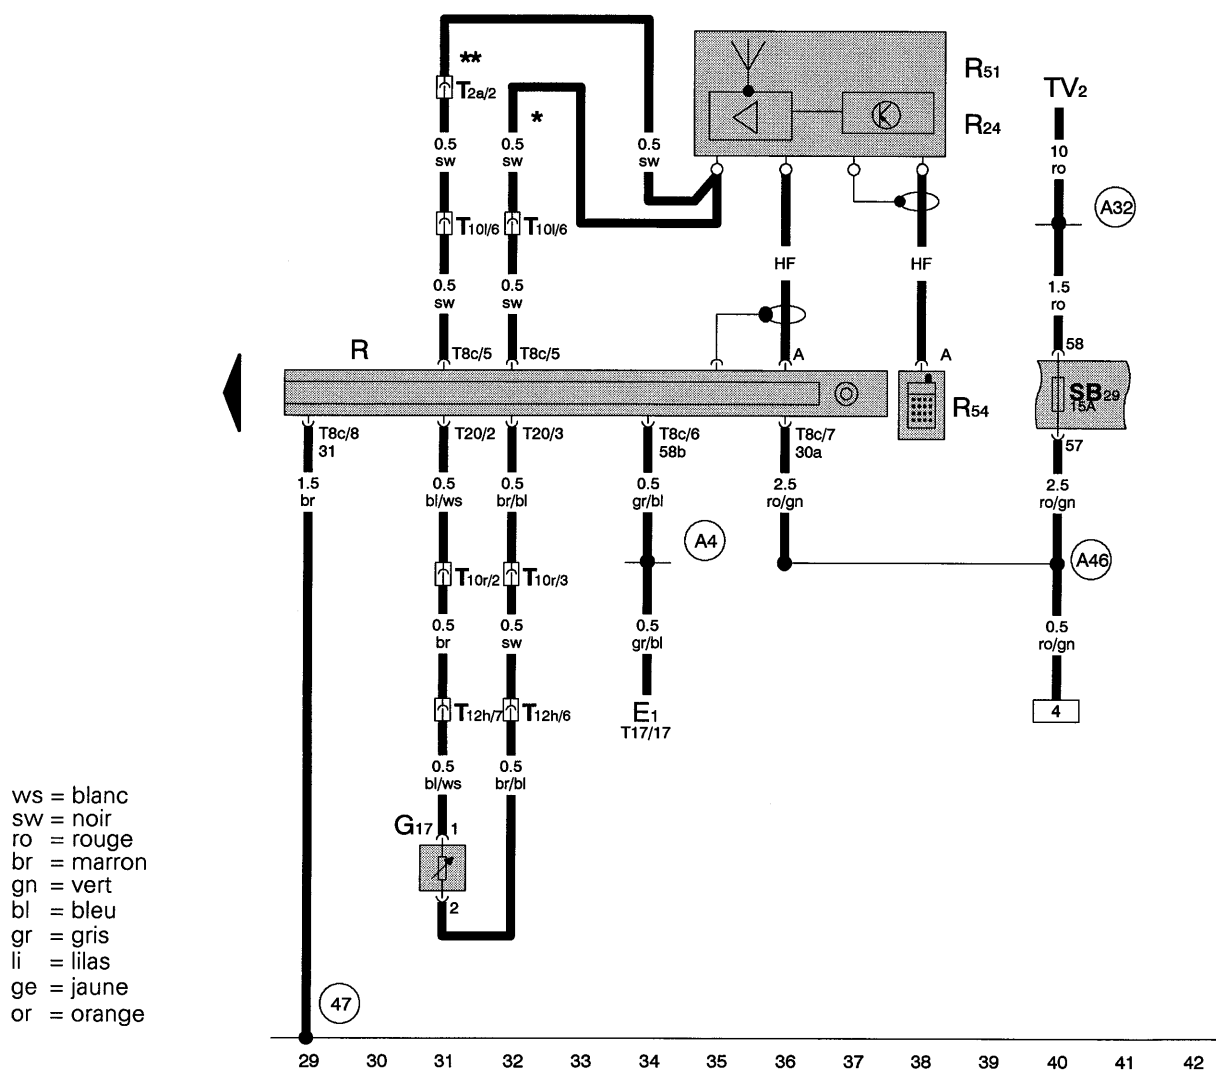 **
T2a/2
*
R51
R24
TV2
0.5
sw
0.5
sw
0.5
sw
10
ro
T10l/6
T10l/6
A32
HF
HF
0.5
sw
0.5
sw
1.5
ro
R
T8c/5
T8c/5
A
A
58
SB29
15A
R54
57
T8c/8
31
T20/2
T20/3
T8c/6
58b
T8c/7
30a
1.5
br
0.5
bl/ws
0.5
br/bl
0.5
gr/bl
2.5
ro/gn
2.5
ro/gn
A4
A46
T10r/2
T10r/3
0.5
br
0.5
sw
0.5
gr/bl
0.5
ro/gn
T12h/7
T12h/6
E1
T17/17
4
0.5
bl/ws
0.5
br/bl
G17
1
2
ws = blanc
sw = noir
ro = rouge
br = marron
gn = vert
bl = bleu
gr = gris
li = lilas
ge = jaune
or = orange
47
29 30 31 32 33 34 35 36 37 38 39 40 41 42